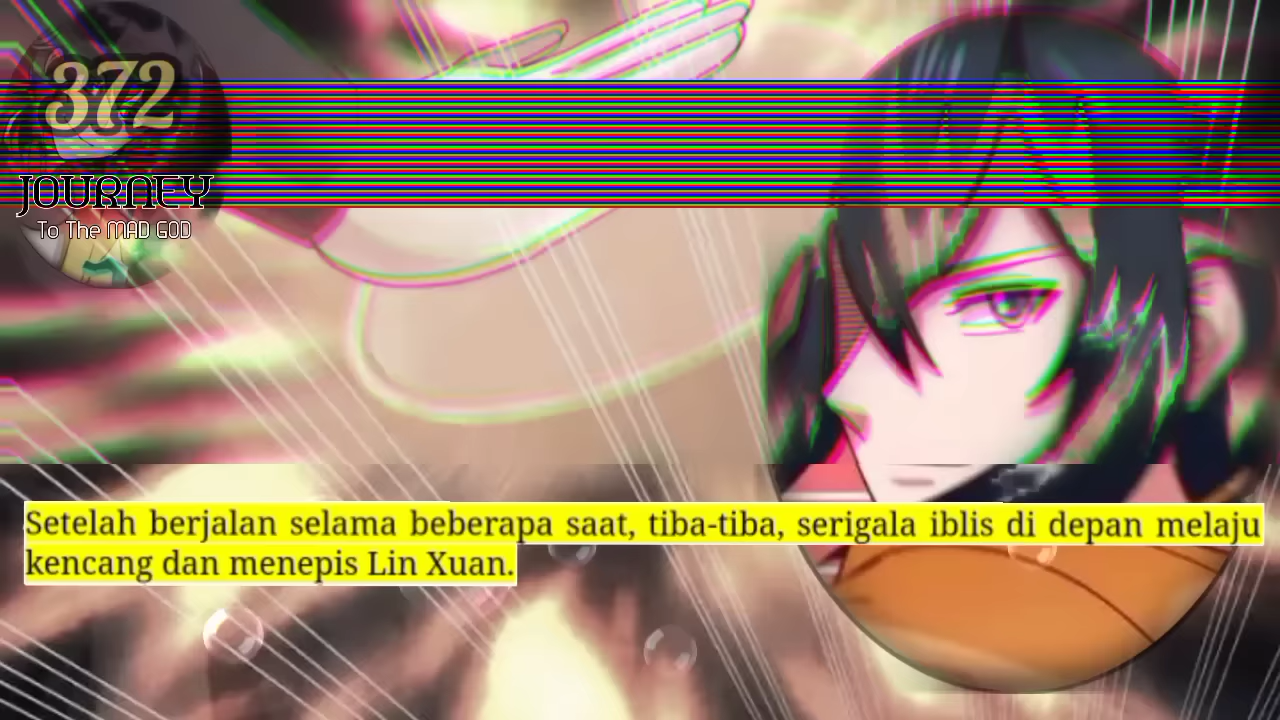 372
JOURNEY
To The MAD GOD
Setelah berjalan selama beberapa saat, tiba-tiba, serigala iblis di depan melaju
kencang dan menepis Lin Xuan.